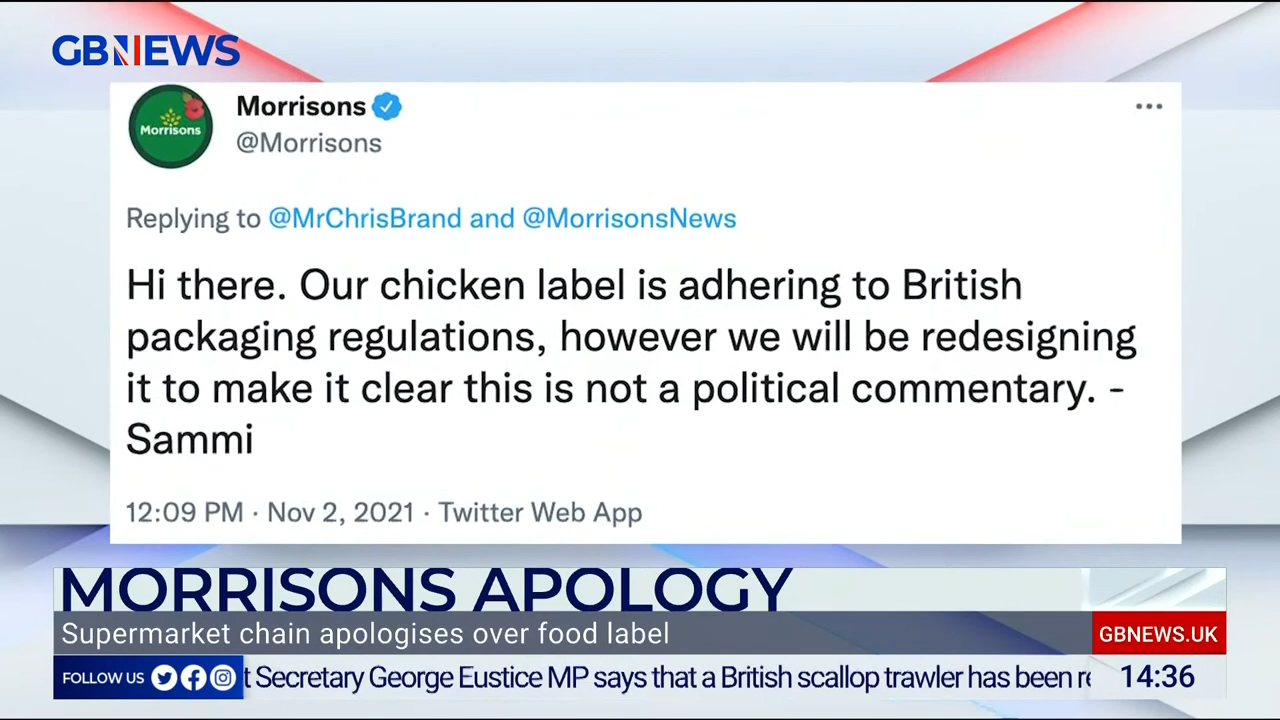 GBNEWS
Morrisons
Morrisons
@Morrisons
Replying to @MrChrisBrand and @MorrisonsNews
Hi there. Our chicken label is adhering to British
packaging regulations, however we will be redesigning
it to make it clear this is not a political commentary. -
Sammi
12:09 PM · Nov 2, 2021 · Twitter Web App
MORRISONS APOLOGY
Supermarket chain apologises over food label
GBNEWS.UK
FOLLOW US
t Secretary George Eustice MP says that a British scallop trawler has been re
14:36